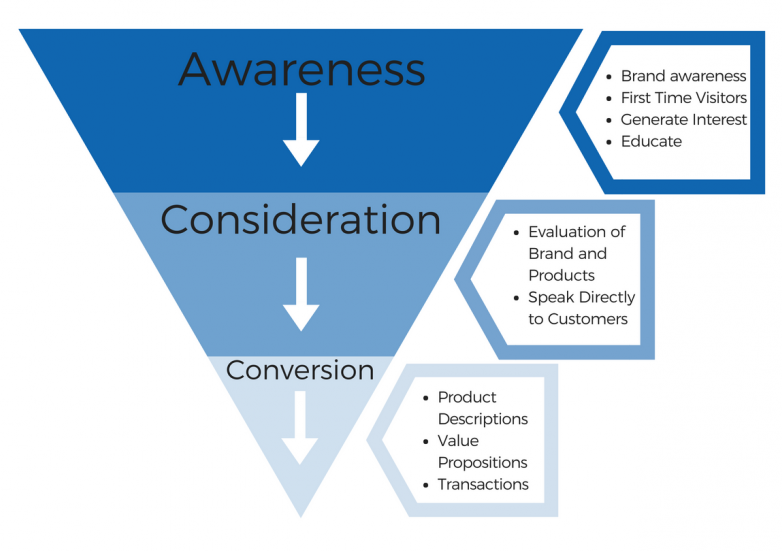 Awareness
• Brand awareness
• First Time Visitors
• Generate Interest
• Educate
Consideration
• Evaluation of
Brand and
Products
• Speak Directly
to Customers
Conversion
• Product
Descriptions
• Value
Propositions
• Transactions